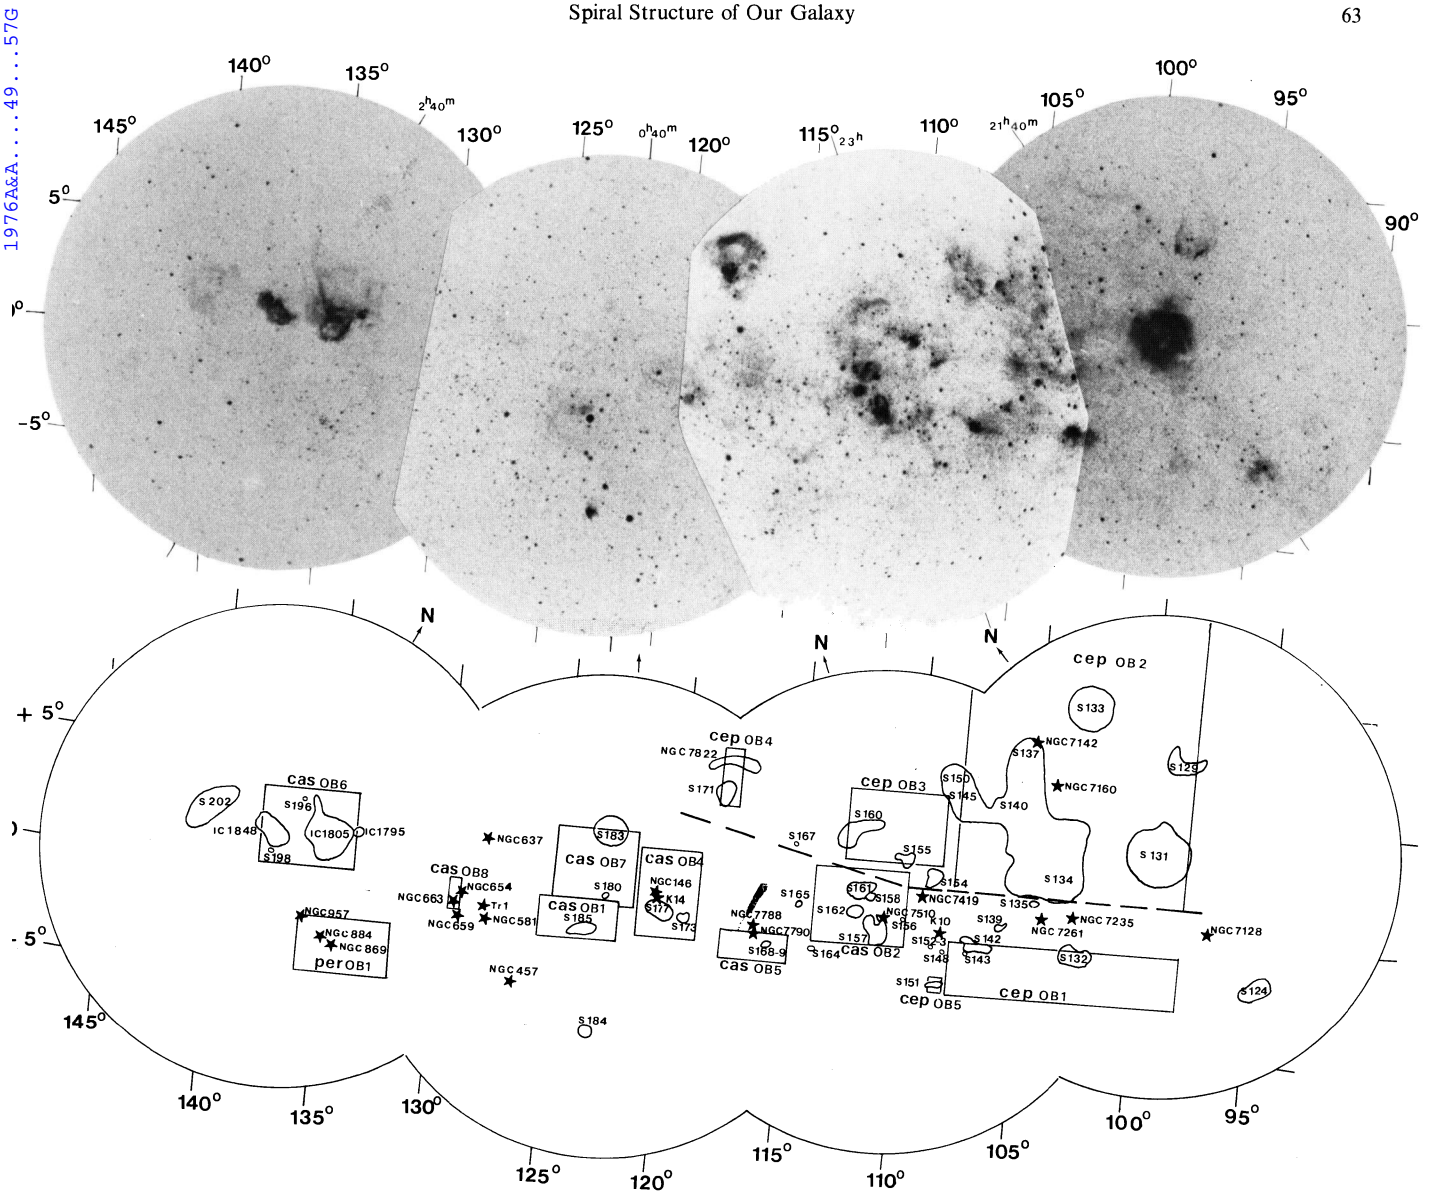 Spiral Structure of Our Galaxy 63
1976A&A....49...57G
140° 135° 100°
2h40m 105° 95°
145° 130° 125° 0h40m 120° 115° 23h 110° 21h40m
5° 90°
-5°
N N N
cep OB2
+ 5° S133
cep OB4 NGC7142
NGC7822 S137
S129
cas OB6 S171 cep OB3 S150 NGC7160
S202 S196 S145 S140
IC1848 IC1805 IC1795 S160
NGC637 S183 S167 S155 S131
S198 cas OB7 cas OB4
cas OB8 S154 S134
NGC654 NGC146
NGC663 S180 K14 S165 S161 S158 NGC7419 S135
Tr1 cas OB1 S177 S162 NGC7510
NGC957 NGC659 NGC581 S185 S173 NGC7788 S156 K10 S139 NGC7235
NGC884 NGC7790 S157 S152-3 S142 NGC7261 NGC7128
- 5° NGC869 S168-9 S164 cas OB2 S148 S143 S132
per OB1 cas OB5
NGC457 S151 cep OB1 S124
cep OB5
145° S184
140° 135° 130° 100° 95°
125° 120° 115° 110° 105°